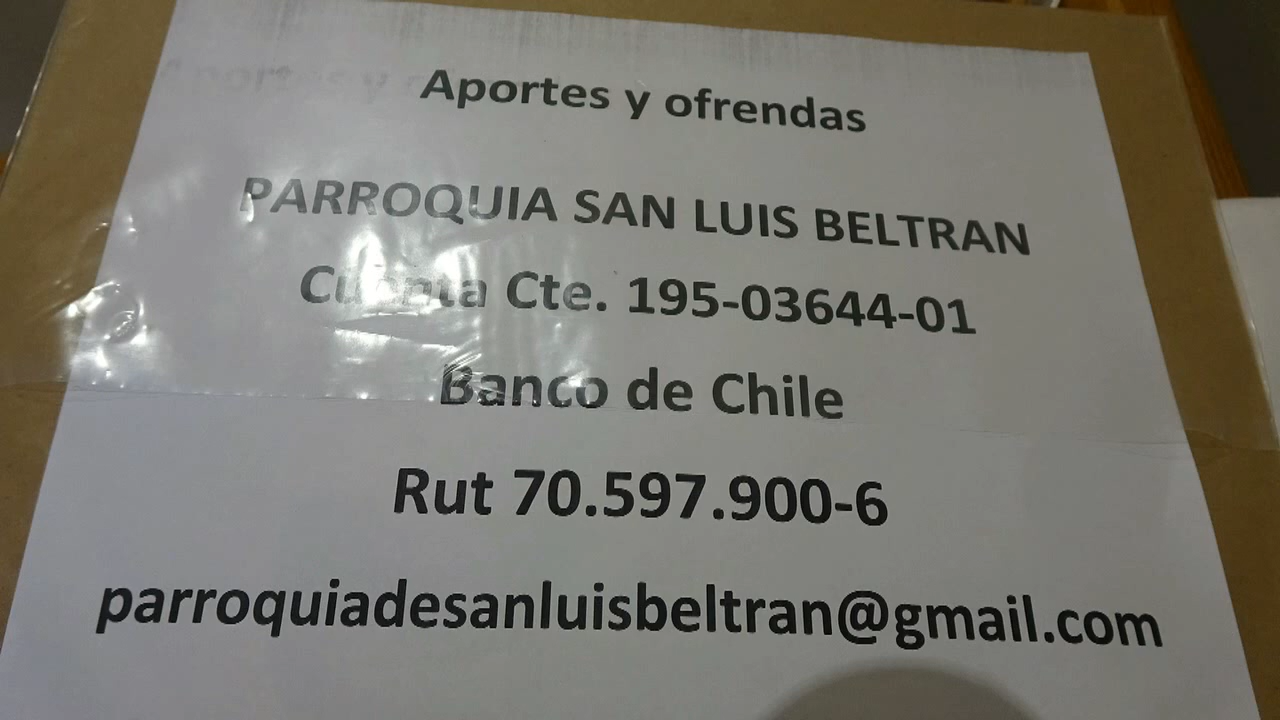 Aportes y ofrendas
PARROQUIA SAN LUIS BELTRAN
Cuenta Cte. 195-03644-01
Banco de Chile
Rut 70.597.900-6
parroquiadesanluisbeltran@gmail.com